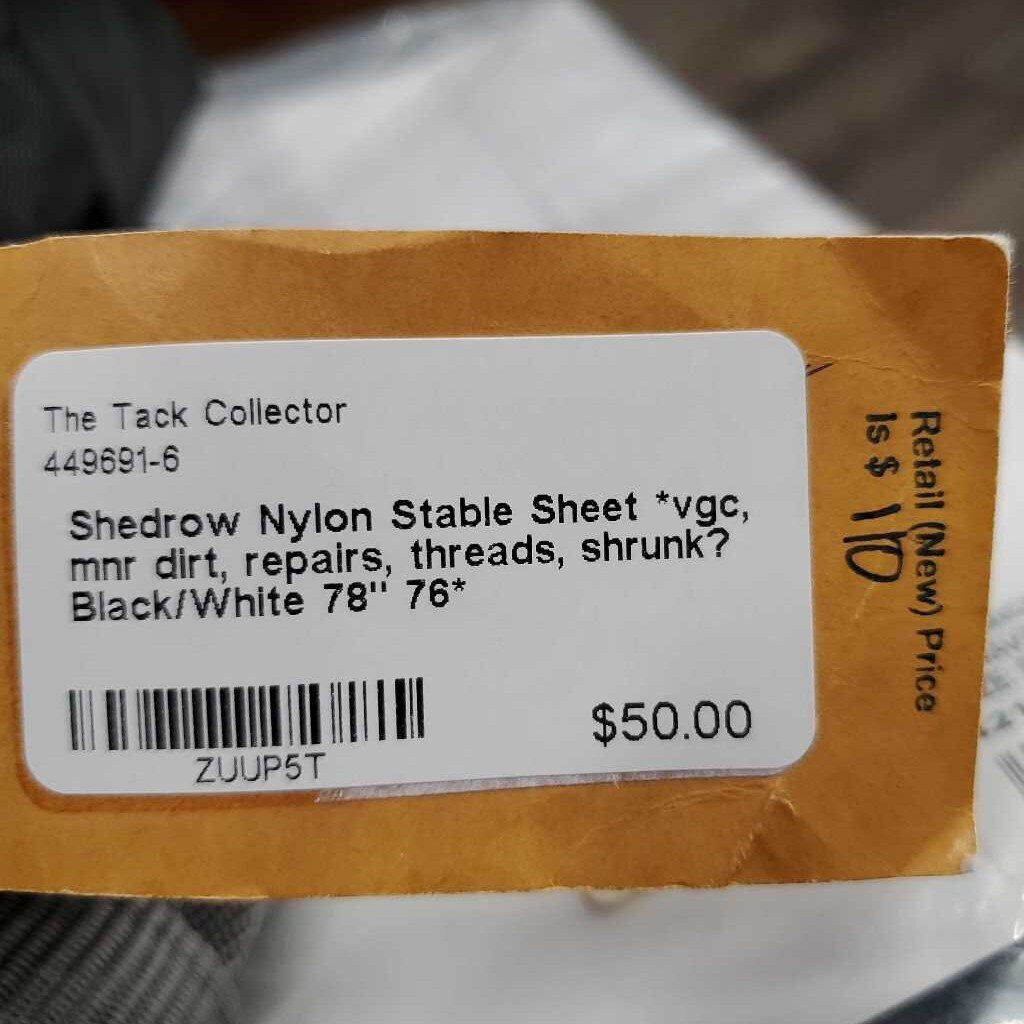 The Tack Collector
449691-6
Shedrow Nylon Stable Sheet *vgc,
mnr dirt, repairs, threads, shrunk?
Black/White 78" 76*
$50.00
ZUUP5T
Retail (New) Price
Is $ 110